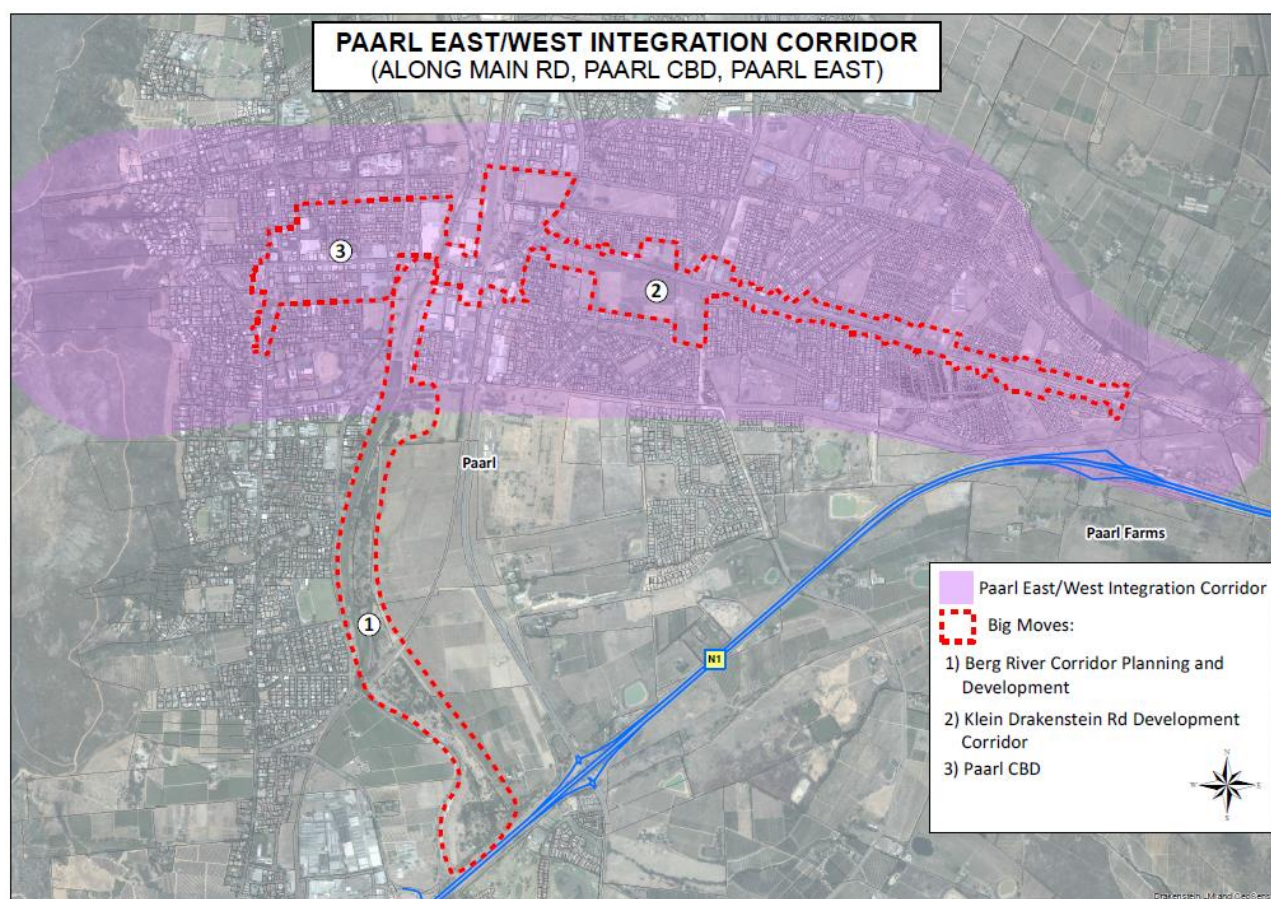 PAARL EAST/WEST INTEGRATION CORRIDOR
(ALONG MAIN RD, PAARL CBD, PAARL EAST)
3
2
Paarl
Paarl Farms
1
N1
Paarl East/West Integration Corridor
Big Moves:
1) Berg River Corridor Planning and
Development
2) Klein Drakenstein Rd Development
Corridor
3) Paarl CBD
N
W
E
S